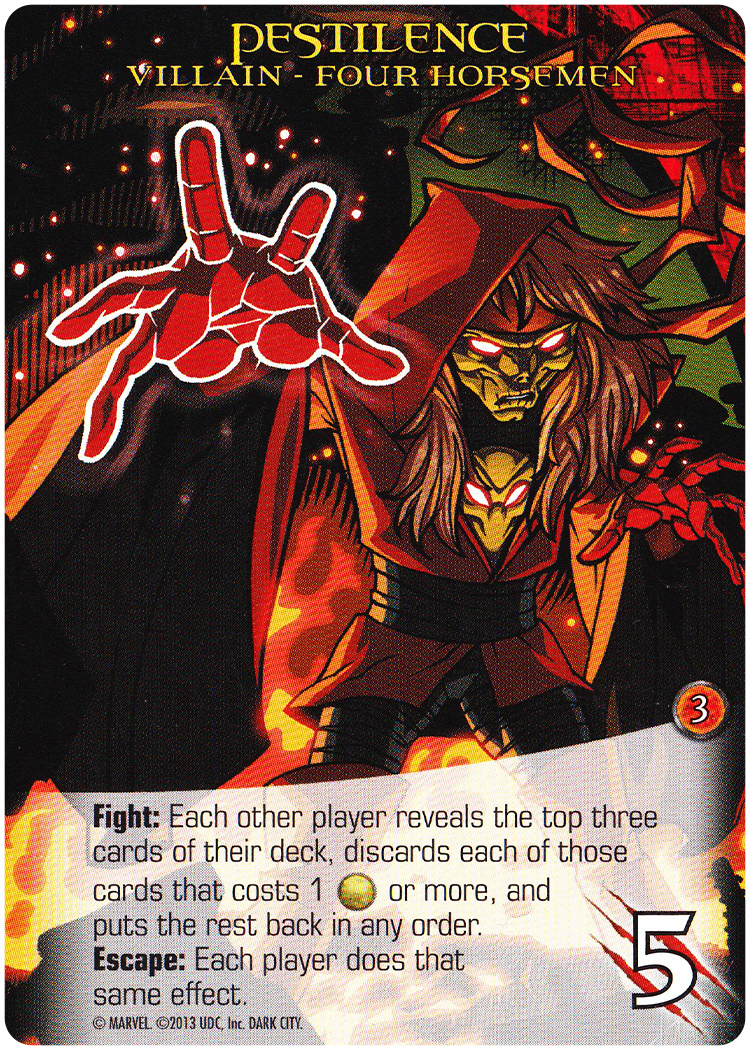 PESTILENCE
VILLAIN - FOUR HORSEMEN
3
Fight: Each other player reveals the top three
cards of their deck, discards each of those
cards that costs 1 or more, and
puts the rest back in any order.
Escape: Each player does that
same effect.
5
© MARVEL. ©2013 UDC, Inc. DARK CITY.